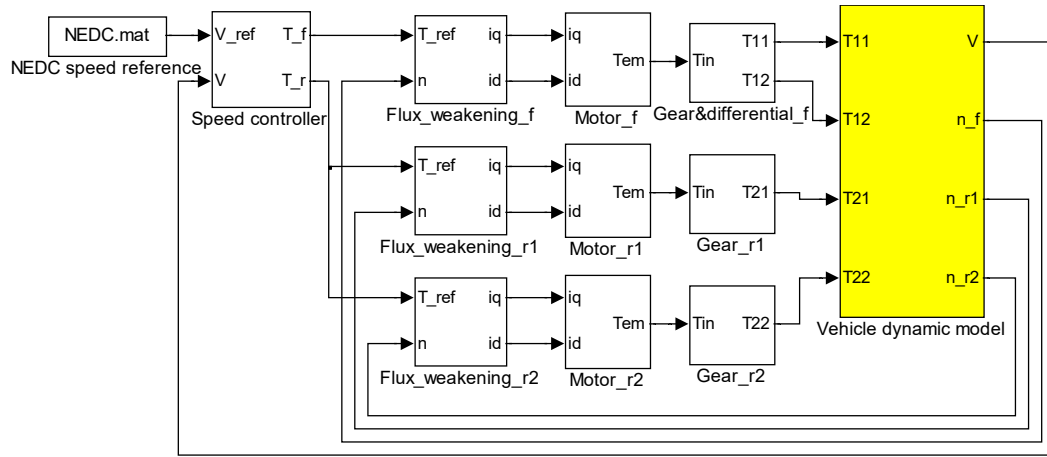 NEDC.mat
NEDC speed reference
V_ref
V
T_f
T_r
Speed controller
T_ref
n
iq
id
Flux_weakening_f
iq
id
Tem
Motor_f
Tin
T11
T12
Gear&differential_f
T_ref
n
iq
id
Flux_weakening_r1
iq
id
Tem
Motor_r1
Tin
T21
Gear_r1
T_ref
n
iq
id
Flux_weakening_r2
iq
id
Tem
Motor_r2
Tin
T22
Gear_r2
T11
T12
T21
T22
V
n_f
n_r1
n_r2
Vehicle dynamic model